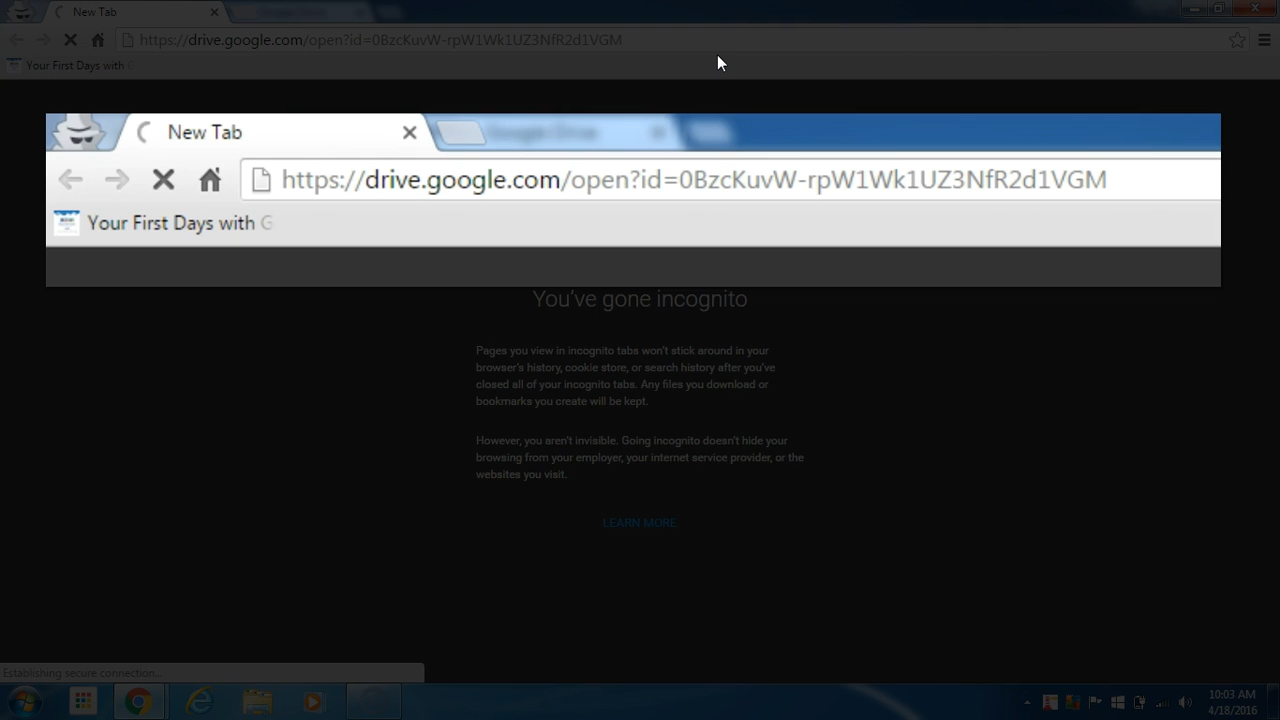 New Tab
Google Drive
https://drive.google.com/open?id=0BzcKuvW-rpW1Wk1UZ3NfR2d1VGM
Your First Days with G
New Tab
Google Drive
https://drive.google.com/open?id=0BzcKuvW-rpW1Wk1UZ3NfR2d1VGM
Your First Days with G
You've gone incognito
Pages you view in incognito tabs won't stick around in your
browser's history, cookie store, or search history after you've
closed all of your incognito tabs. Any files you download or
bookmarks you create will be kept.
However, you aren't invisible. Going incognito doesn't hide your
browsing from your employer, your internet service provider, or the
websites you visit.
LEARN MORE
Establishing secure connection...
10:03 AM
4/18/2016